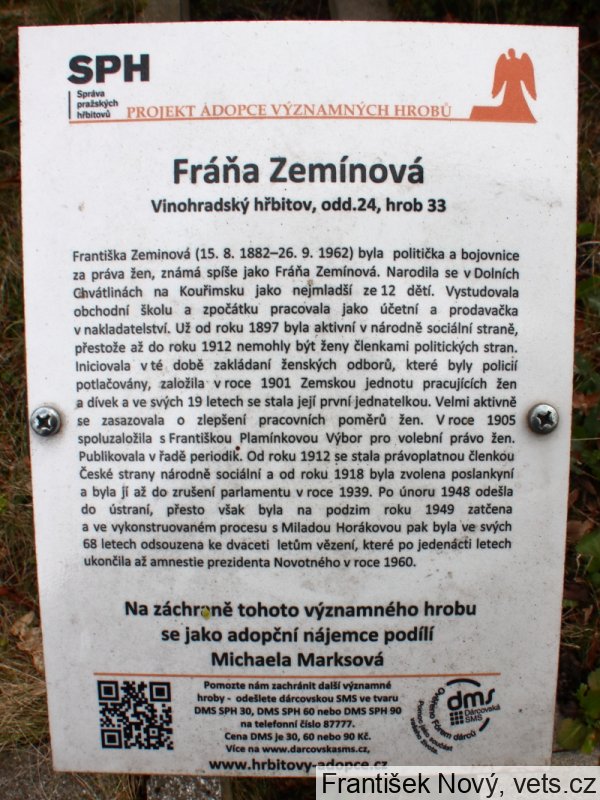 SPH
Správa
pražských
hřbitovů
PROJEKT ADOPCE VÝZNAMNÝCH HROBŮ
Fráňa Zemínová
Vinohradský hřbitov, odd.24, hrob 33
Františka Zeminová (15. 8. 1882–26. 9. 1962) byla politička a bojovnice
za práva žen, známá spíše jako Fráňa Zemínová. Narodila se v Dolních
Chvátlinách na Kouřimsku jako nejmladší ze 12 dětí. Vystudovala
obchodní školu a zpočátku pracovala jako účetní a prodavačka
v nakladatelství. Už od roku 1897 byla aktivní v národně sociální straně,
přestože až do roku 1912 nemohly být ženy členkami politických stran.
Iniciovala v té době zakládání ženských odborů, které byly policií
potlačovány, založila v roce 1901 Zemskou jednotu pracujících žen
a dívek a ve svých 19 letech se stala její první jednatelkou. Velmi aktivně
se zasazovala o zlepšení pracovních poměrů žen. V roce 1905
spoluzaložila s Františkou Plamínkovou Výbor pro volební právo žen.
Publikovala v řadě periodik. Od roku 1912 se stala právoplatnou členkou
České strany národně sociální a od roku 1918 byla zvolena poslankyní
a byla jí až do zrušení parlamentu v roce 1939. Po únoru 1948 odešla
do ústraní, přesto však byla na podzim roku 1949 zatčena
a ve vykonstruovaném procesu s Miladou Horákovou pak byla ve svých
68 letech odsouzena ke dvaceti letům vězení, které po jedenácti letech
ukončila až amnestie prezidenta Novotného v roce 1960.
Na záchraně tohoto významného hrobu
se jako adopční nájemce podílí
Michaela Marksová
Pomozte nám zachránit další významné
hroby - odešlete dárcovskou SMS ve tvaru
DMS SPH 30, DMS SPH 60 nebo DMS SPH 90
na telefonní číslo 87777.
Cena DMS je 30, 60 nebo 90 Kč.
Více na www.darcovskasms.cz,
www.hrbitovy-adopce.cz
dms
Dárcovská
SMS
Ověřeno Fórem dárců
Pomoc jako součást
vašeho života.
František Nový, vets.cz